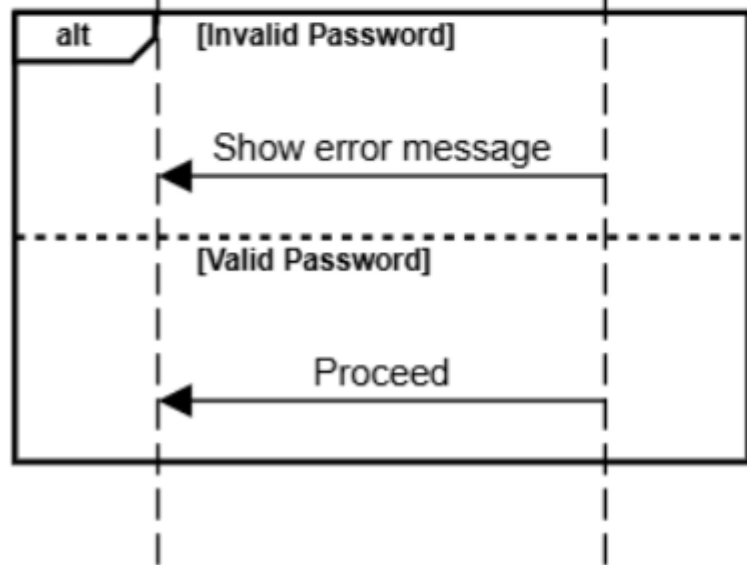 alt [Invalid Password]
Show error message
[Valid Password]
Proceed